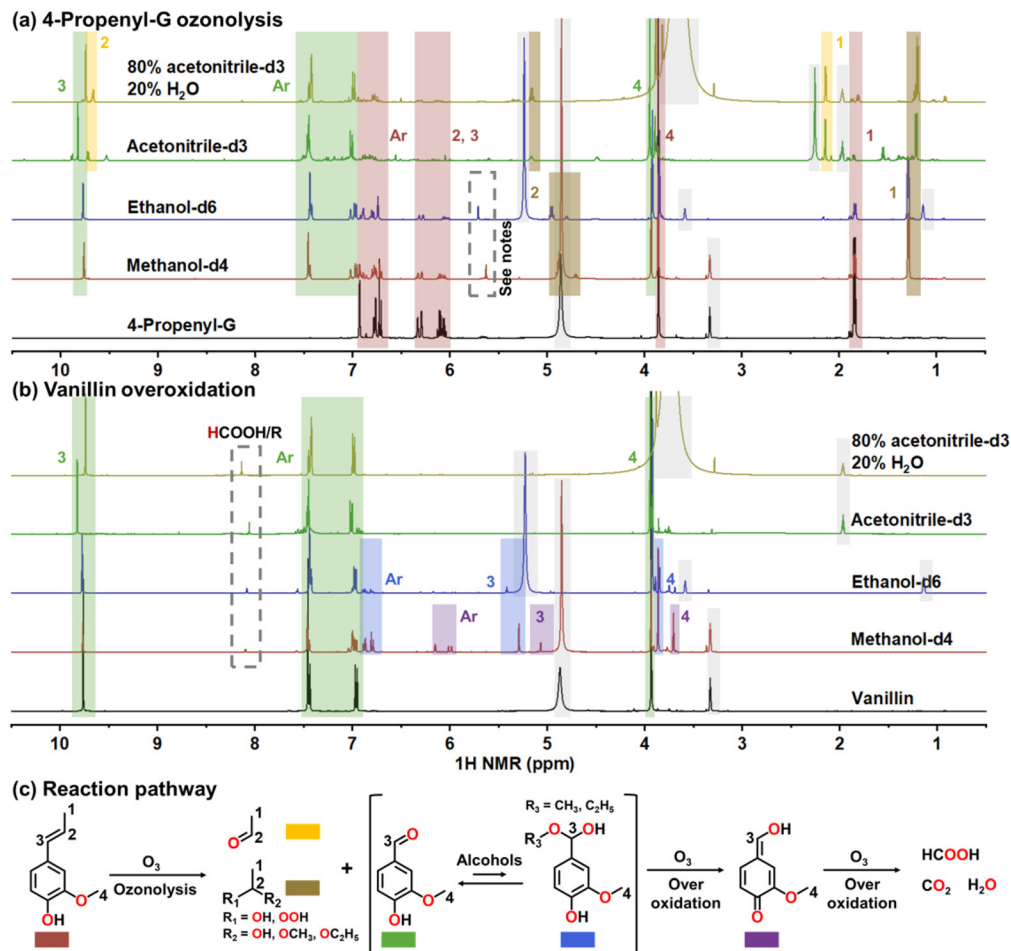 (a) 4-Propenyl-G ozonolysis
2
1
80% acetonitrile-d3
20% H₂O
3
Ar
4
Acetonitrile-d3
Ar
2, 3
4
1
Ethanol-d6
2
1
See notes
Methanol-d4
4-Propenyl-G
10 9 8 7 6 5 4 3 2 1
(b) Vanillin overoxidation
HCOOH/R
3
Ar
4
80% acetonitrile-d3
20% H₂O
Acetonitrile-d3
Ar
3
4
Ethanol-d6
Ar
3
4
Methanol-d4
Vanillin
10 9 8 7 6 5 4 3 2 1
1H NMR (ppm)
(c) Reaction pathway
1
3
2
O
4
OH
O₃
Ozonolysis
1
O
2
1
2
R₁ R₂
R₁ = OH, OOH
R₂ = OH, OCH₃, OC₂H₅
+
3
O
O
4
OH
Alcohols
R₃ = CH₃, C₂H₅
3
O
OH
R₃
O
4
OH
O₃
Over
oxidation
OH
3
O
4
O
O₃
Over
oxidation
HCOOH
CO₂ H₂O